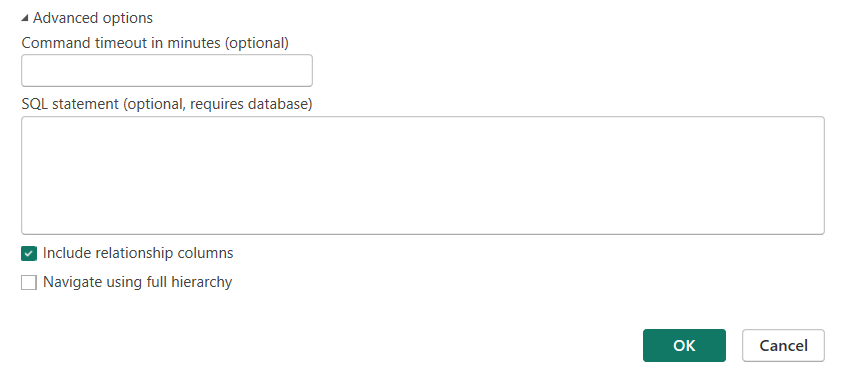 Advanced options
Command timeout in minutes (optional)
SQL statement (optional, requires database)
Include relationship columns
Navigate using full hierarchy
OK Cancel